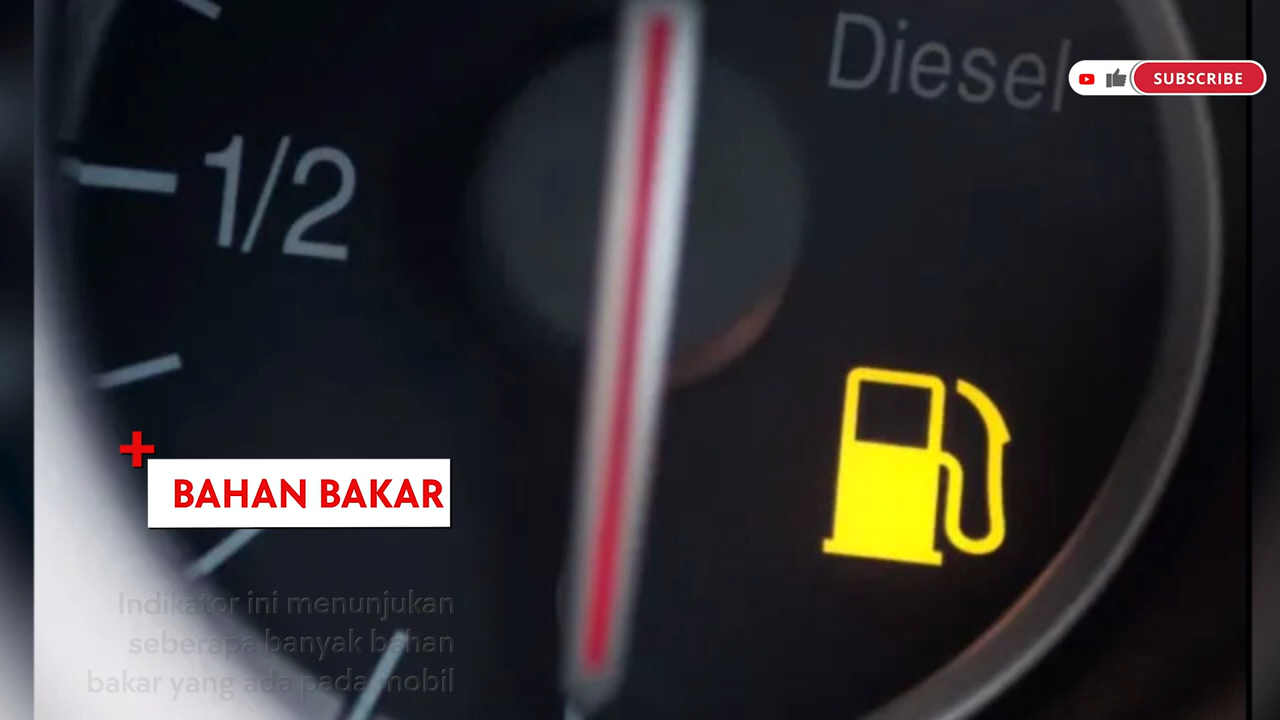 Diesel
SUBSCRIBE
1/2
BAHAN BAKAR
Indikator ini menunjukan
seberapa banyak bahan
bakar yang ada pada mobil